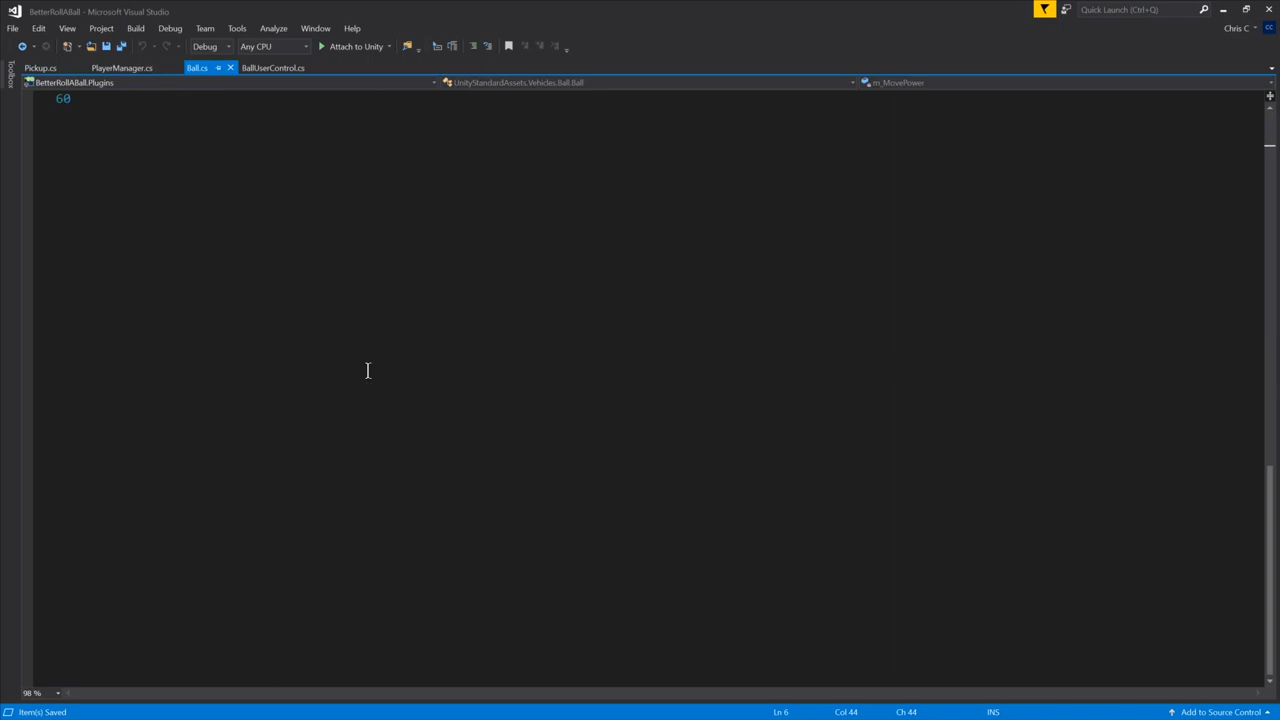 BetterRollABall - Microsoft Visual Studio
Quick Launch (Ctrl+Q)
File Edit View Project Build Debug Team Tools Analyze Window Help
Chris C
CC
Debug Any CPU Attach to Unity
Toolbox
Pickup.cs PlayerManager.cs Ball.cs BallUserControl.cs
BetterRollABall.Plugins UnityStandardAssets.Vehicles.Ball.Ball m_MovePower
60
98 %
Item(s) Saved Ln 6 Col 44 Ch 44 INS Add to Source Control